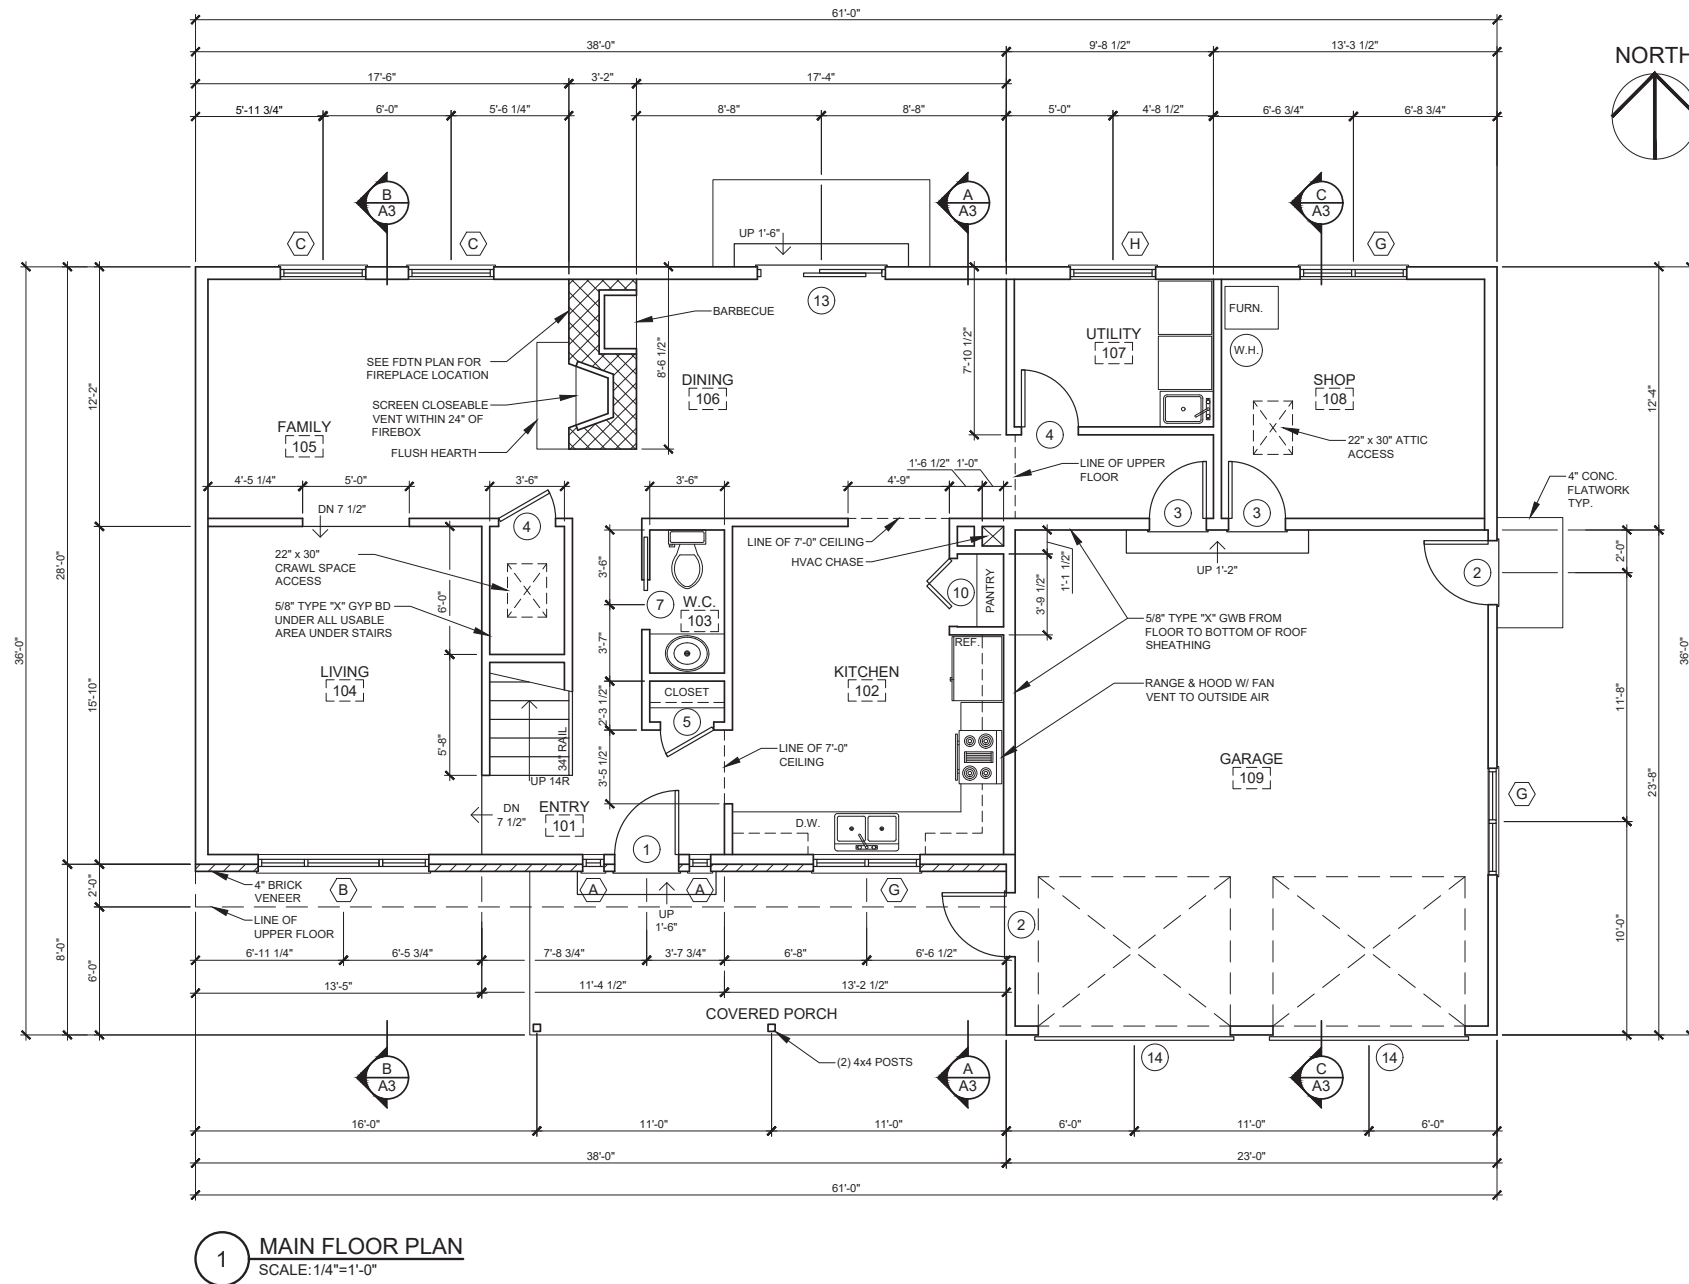 61'-0"
38'-0"
9'-8 1/2"
13'-3 1/2"
17'-6"
3'-2"
17'-4"
5'-11 3/4"
6'-0"
5'-6 1/4"
8'-8"
8'-8"
5'-0"
4'-8 1/2"
6'-6 3/4"
6'-8 3/4"
NORTH
B
A3
A
A3
C
A3
UP 1'-6"
C
C
H
G
13
BARBECUE
SEE FDTN PLAN FOR
FIREPLACE LOCATION
SCREEN CLOSEABLE
VENT WITHIN 24" OF
FIREBOX
FLUSH HEARTH
8'-6 1/2"
7'-10 1/2"
DINING
106
FAMILY
105
UTILITY
107
FURN.
W.H.
SHOP
108
22" x 30" ATTIC
ACCESS
4
LINE OF UPPER
FLOOR
4" CONC.
FLATWORK
TYP.
12'-2"
28'-0"
36'-0"
15'-10"
12'-4"
36'-0"
4'-5 1/4"
5'-0"
3'-6"
3'-6"
4'-9"
1'-6 1/2"
1'-0"
DN 7 1/2"
4
3
3
LINE OF 7'-0" CEILING
HVAC CHASE
UP 1'-2"
2
2'-0"
22" x 30"
CRAWL SPACE
ACCESS
5/8" TYPE "X" GYP BD
UNDER ALL USABLE
AREA UNDER STAIRS
6'-0"
3'-6"
7
W.C.
103
10
PANTRY
3'-9 1/2"
1'-1 1/2"
5/8" TYPE "X" GWB FROM
FLOOR TO BOTTOM OF ROOF
SHEATHING
REF.
LIVING
104
3'-7"
KITCHEN
102
RANGE & HOOD W/ FAN
VENT TO OUTSIDE AIR
CLOSET
5
2'-3 1/2"
5'-8"
34" RAIL
UP 14R
3'-5 1/2"
LINE OF 7'-0"
CEILING
GARAGE
109
11'-8"
23'-8"
G
DN
7 1/2"
ENTRY
101
D.W.
1
4" BRICK
VENEER
B
A
A
G
LINE OF
UPPER FLOOR
UP
1'-6"
2
2'-0"
8'-0"
6'-0"
10'-0"
6'-11 1/4"
6'-5 3/4"
7'-8 3/4"
3'-7 3/4"
6'-8"
6'-6 1/2"
13'-5"
11'-4 1/2"
13'-2 1/2"
COVERED PORCH
(2) 4x4 POSTS
14
14
B
A3
A
A3
C
A3
16'-0"
11'-0"
11'-0"
6'-0"
11'-0"
6'-0"
38'-0"
23'-0"
61'-0"
1
MAIN FLOOR PLAN
SCALE:1/4"=1'-0"